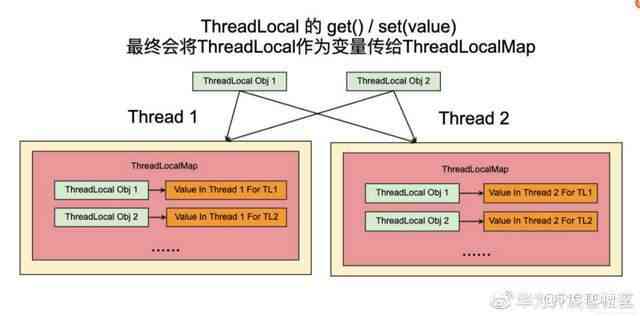 ThreadLocal 的 get() / set(value)
最终会将ThreadLocal作为变量传给ThreadLocalMap
ThreadLocal Obj 1
ThreadLocal Obj 2
Thread 1
Thread 2
ThreadLocalMap
ThreadLocal Obj 1
Value In Thread 1 For TL1
ThreadLocal Obj 2
Value In Thread 1 For TL2
......
ThreadLocalMap
ThreadLocal Obj 1
Value In Thread 2 For TL1
ThreadLocal Obj 2
Value In Thread 2 For TL2
......